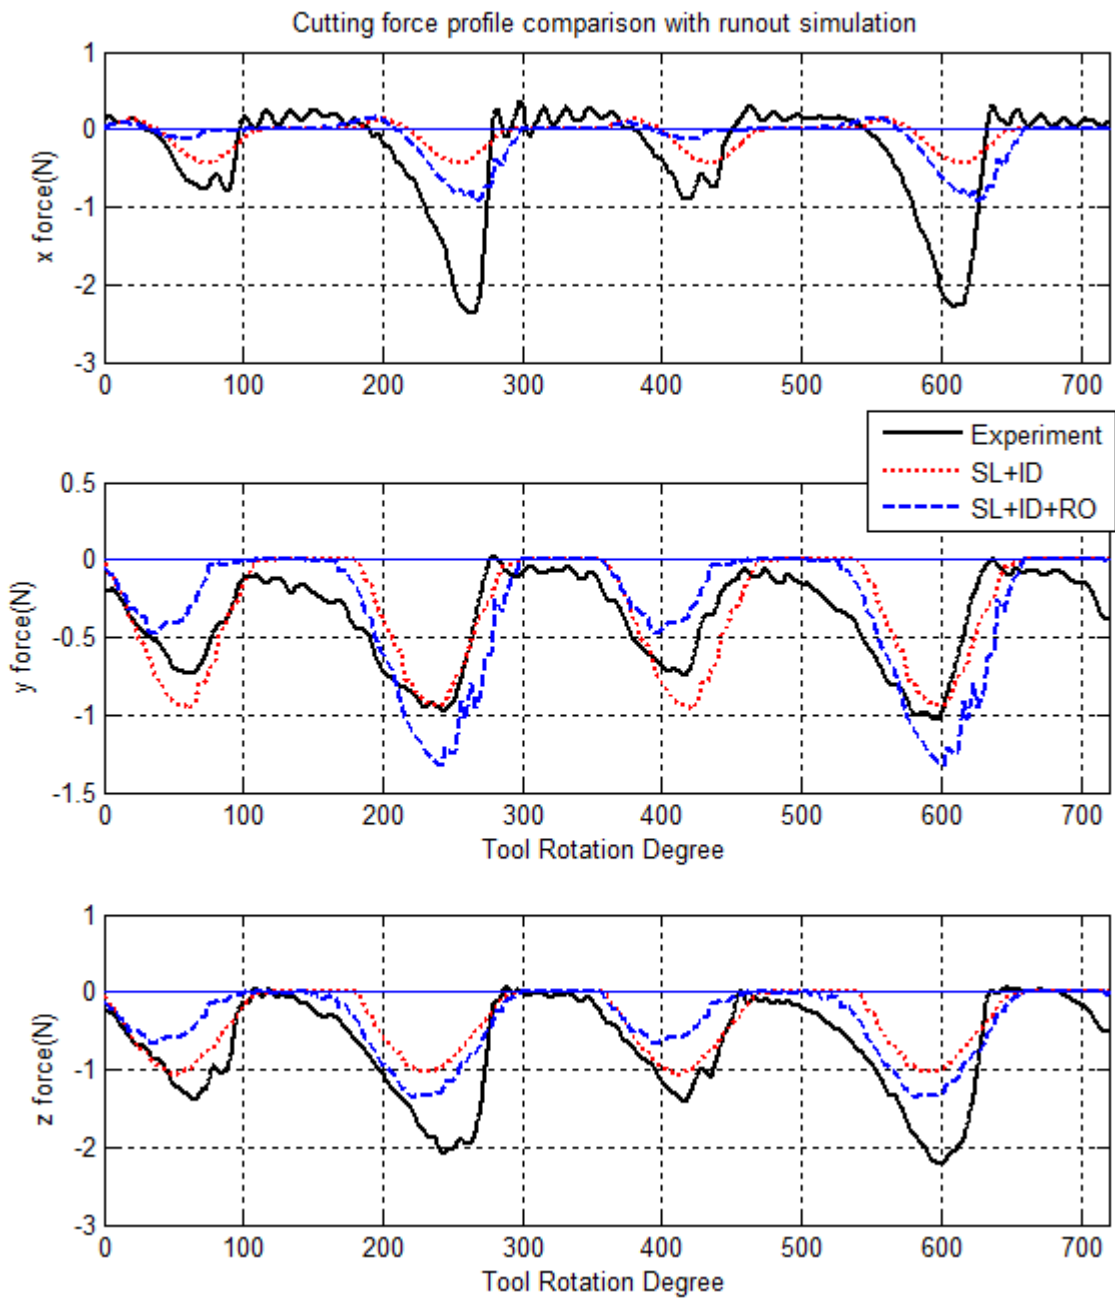 Cutting force profile comparison with runout simulation
1
0
-1
-2
-3
x force(N)
0 100 200 300 400 500 600 700
Experiment
SL+ID
SL+ID+RO
0.5
0
-0.5
-1
-1.5
y force(N)
0 100 200 300 400 500 600 700
Tool Rotation Degree
1
0
-1
-2
-3
z force(N)
0 100 200 300 400 500 600 700
Tool Rotation Degree